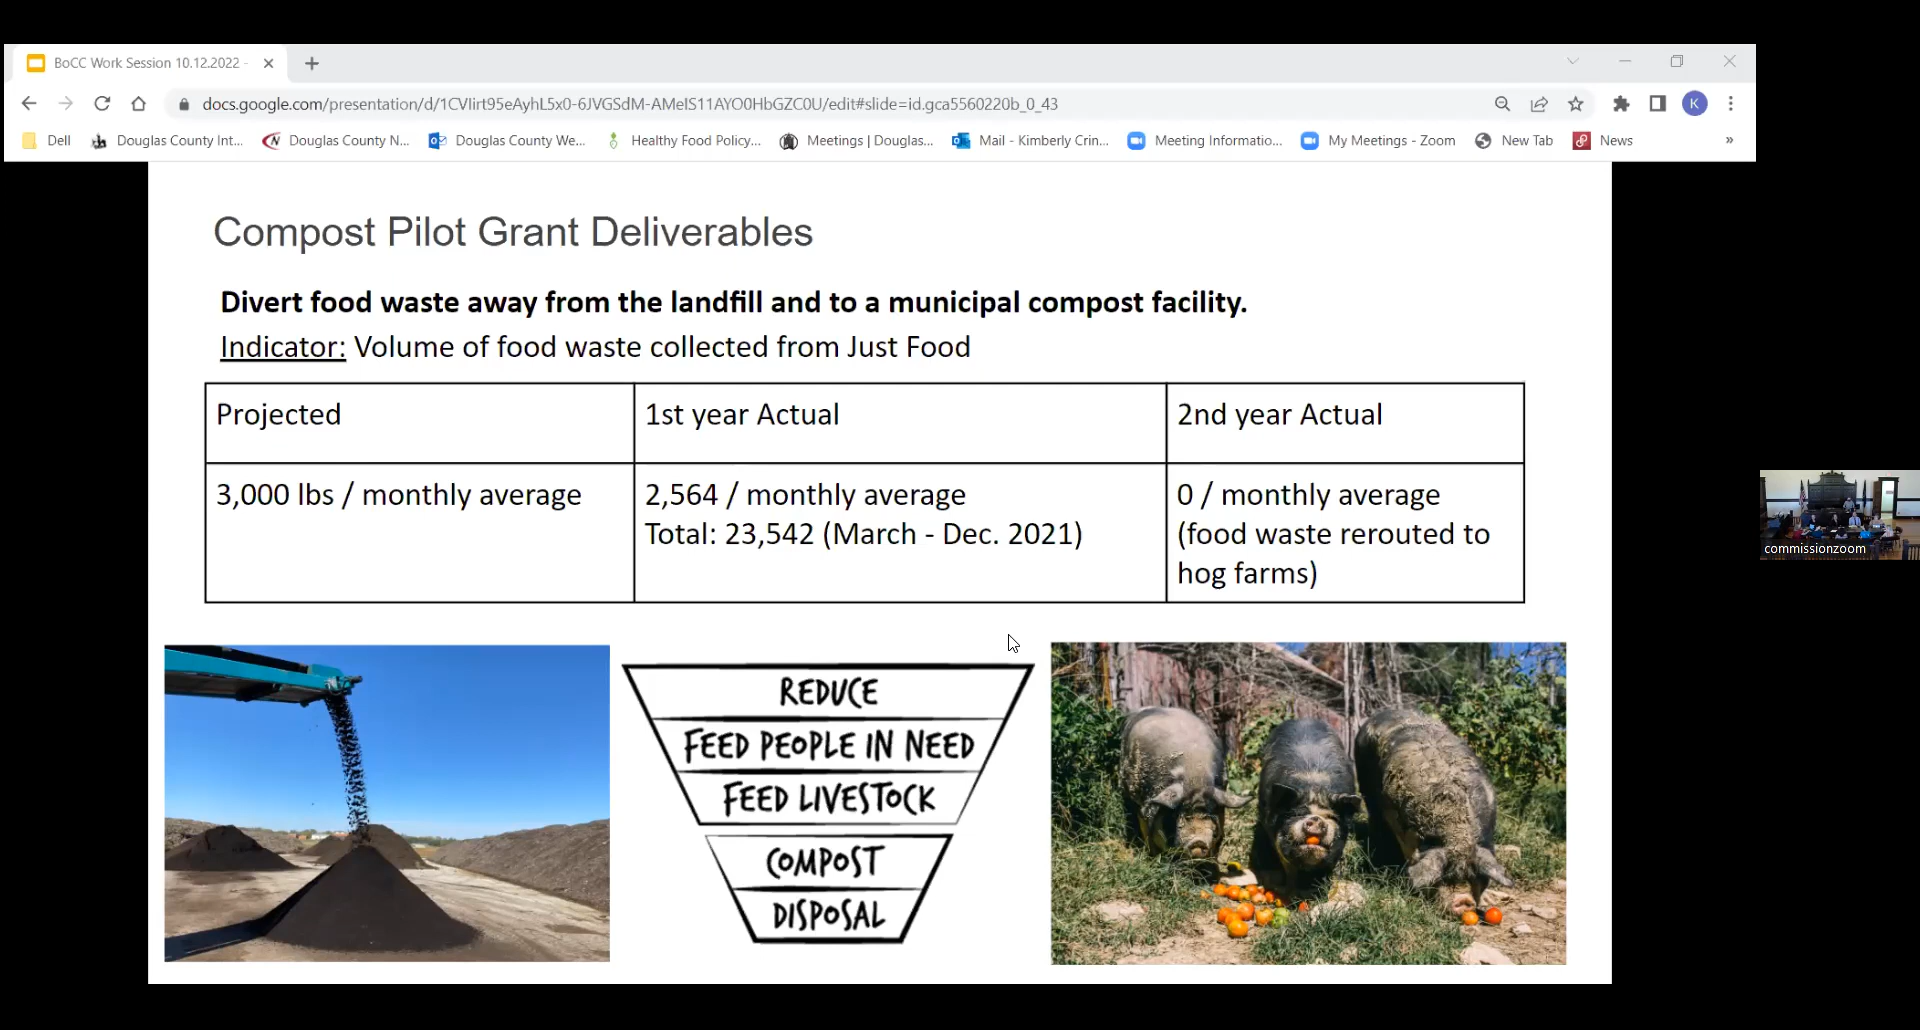 BoCC Work Session 10.12.2022 -
docs.google.com/presentation/d/1CVIirt95eAyhL5x0-6JVGSdM-AMeIS11AYO0HbGZC0U/edit#slide=id.gca5560220b_0_43
K
Dell
Douglas County Int...
Douglas County N...
Douglas County We...
Healthy Food Policy...
Meetings | Douglas...
Mail - Kimberly Crin...
Meeting Informatio...
My Meetings - Zoom
New Tab
News
»
Compost Pilot Grant Deliverables
Divert food waste away from the landfill and to a municipal compost facility.
Indicator: Volume of food waste collected from Just Food
Projected
1st year Actual
2nd year Actual
3,000 lbs / monthly average
2,564 / monthly average
Total: 23,542 (March - Dec. 2021)
0 / monthly average
(food waste rerouted to
hog farms)
REDUCE
FEED PEOPLE IN NEED
FEED LIVESTOCK
COMPOST
DISPOSAL
commissionzoom